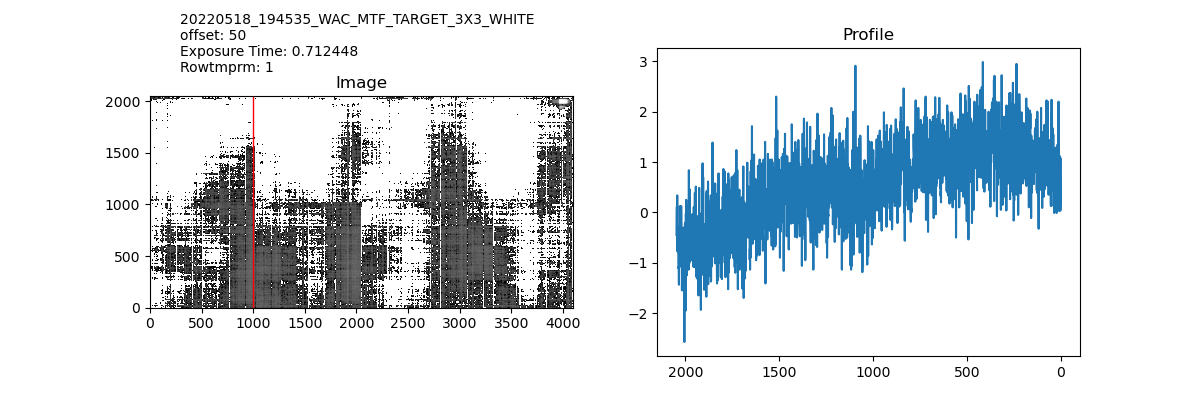 20220518_194535_WAC_MTF_TARGET_3X3_WHITE
offset: 50
Exposure Time: 0.712448
Rowtmprm: 1
Image
2000
1500
1000
500
0
0 500 1000 1500 2000 2500 3000 3500 4000
Profile
3
2
1
0
−1
−2
2000 1500 1000 500 0